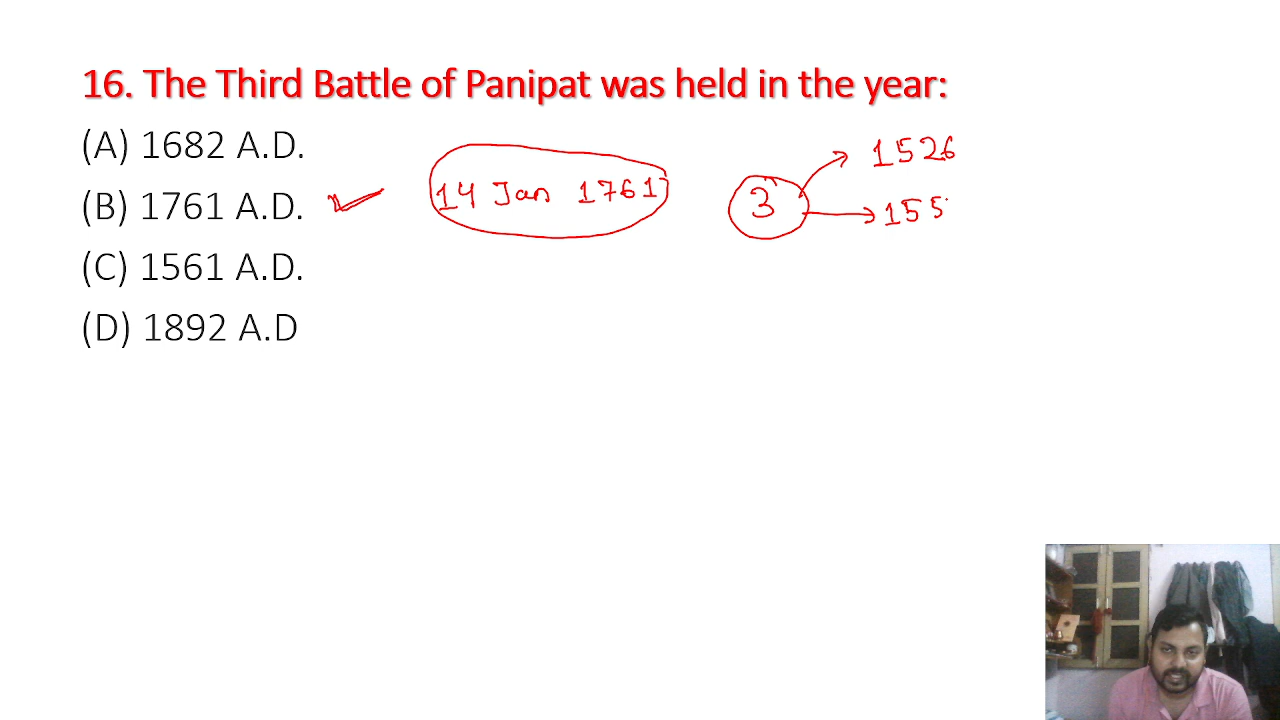 16. The Third Battle of Panipat was held in the year:
(A) 1682 A.D.
(B) 1761 A.D.
(C) 1561 A.D.
(D) 1892 A.D
14 Jan 1761
3
1526
155